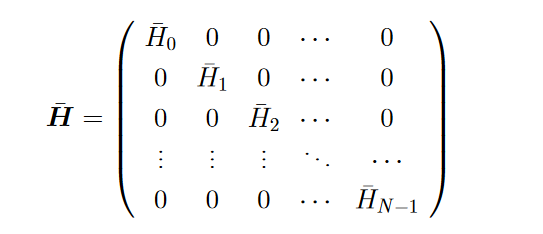 H̄ = ( H̄₀ 0 0 ⋯ 0
0 H̄₁ 0 ⋯ 0
0 0 H̄₂ ⋯ 0
⋮ ⋮ ⋮ ⋱ ⋯
0 0 0 ⋯ H̄_{N−1} )